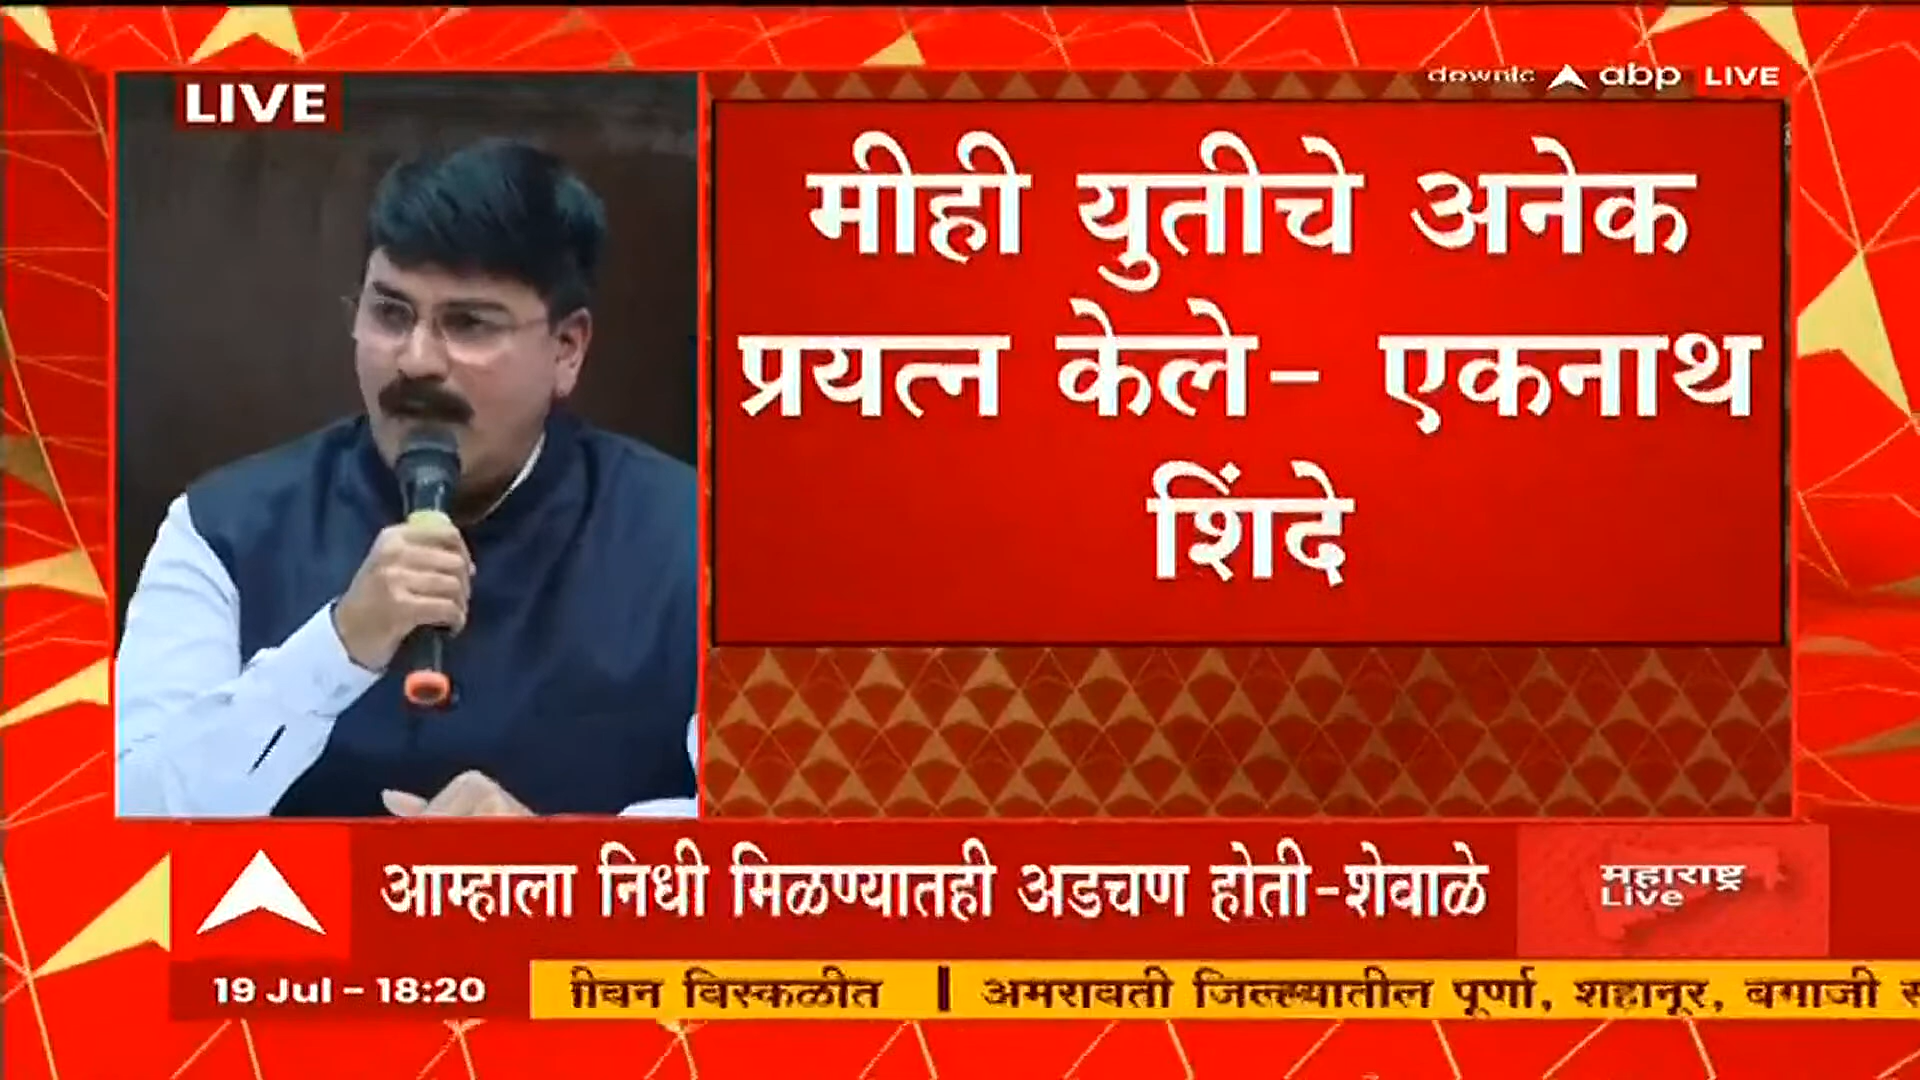 LIVE
abp LIVE
मीही युतीचे अनेक
प्रयत्न केले- एकनाथ
शिंदे
आम्हाला निधी मिळण्यातही अडचण होती-शेवाळे
महाराष्ट्र
Live
19 Jul - 18:20
विस्कळीत | अमरावती जिल्ह्यातील पूर्णा, शहानूर, वगाजी